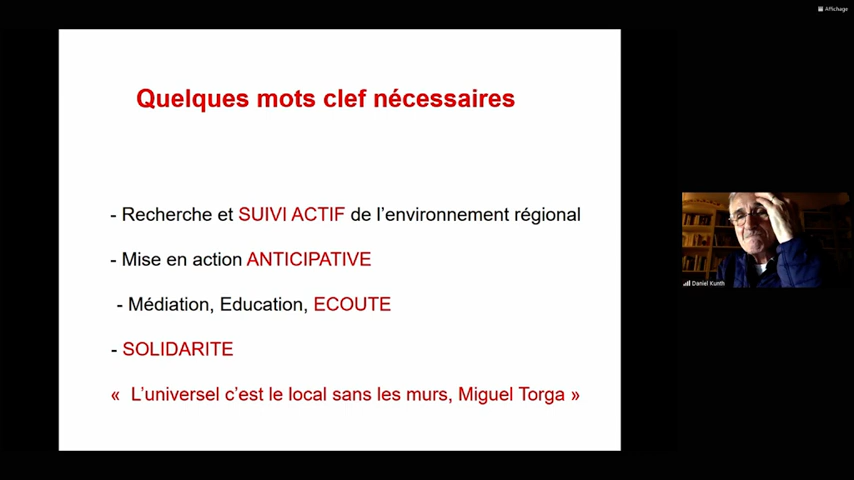 Affichage
Quelques mots clef nécessaires
- Recherche et SUIVI ACTIF de l'environnement régional
- Mise en action ANTICIPATIVE
- Médiation, Education, ECOUTE
- SOLIDARITE
« L'universel c'est le local sans les murs, Miguel Torga »
Daniel Kunth